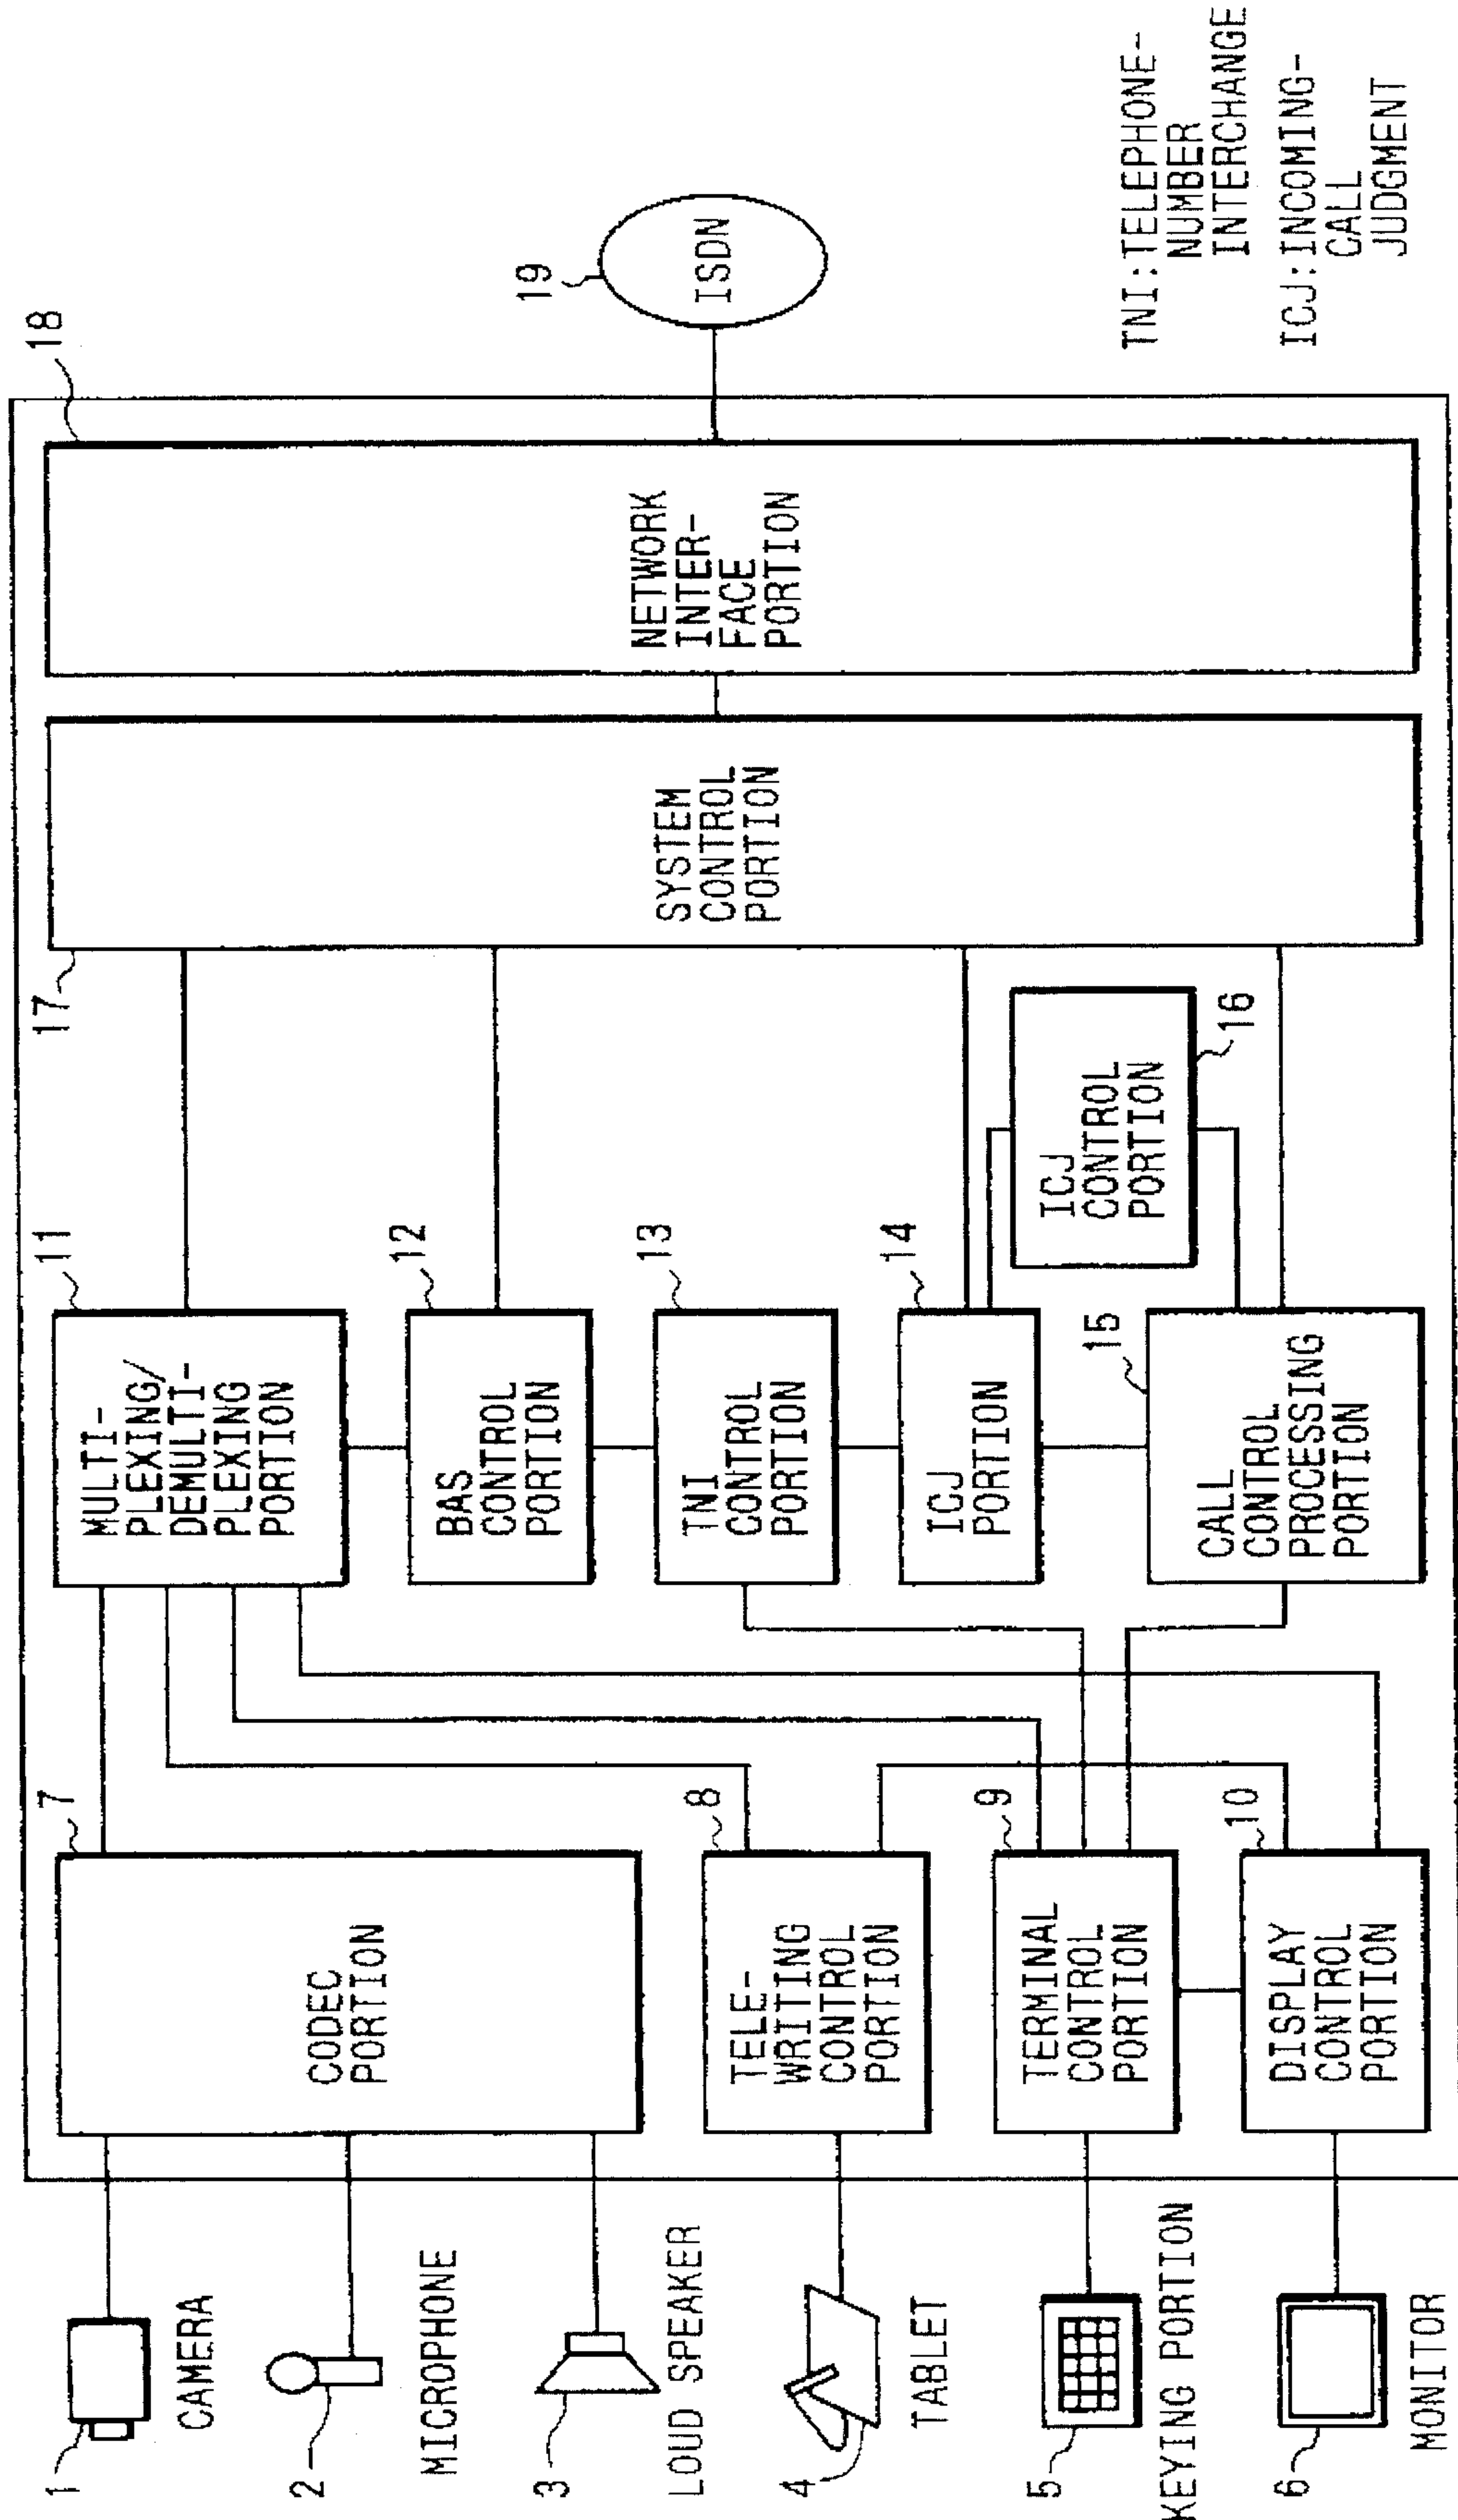 1
CAMERA
2
MICROPHONE
3
LOUD SPEAKER
4
TABLET
5
KEYING PORTION
6
MONITOR
7
CODEC
PORTION
8
TELE-
WRITING
CONTROL
PORTION
9
TERMINAL
CONTROL
PORTION
10
DISPLAY
CONTROL
PORTION
11
MULTI-
PLEXING/
DEMULTI-
PLEXING
PORTION
12
BAS
CONTROL
PORTION
13
TNI
CONTROL
PORTION
14
ICJ
PORTION
15
CALL
CONTROL
PROCESSING
PORTION
16
ICJ
CONTROL
PORTION
17
SYSTEM
CONTROL
PORTION
18
NETWORK
INTER-
FACE
PORTION
19
ISDN
TNI:TELEPHONE-
NUMBER
INTERCHANGE
ICJ:INCOMING-
CALL
JUDGMENT